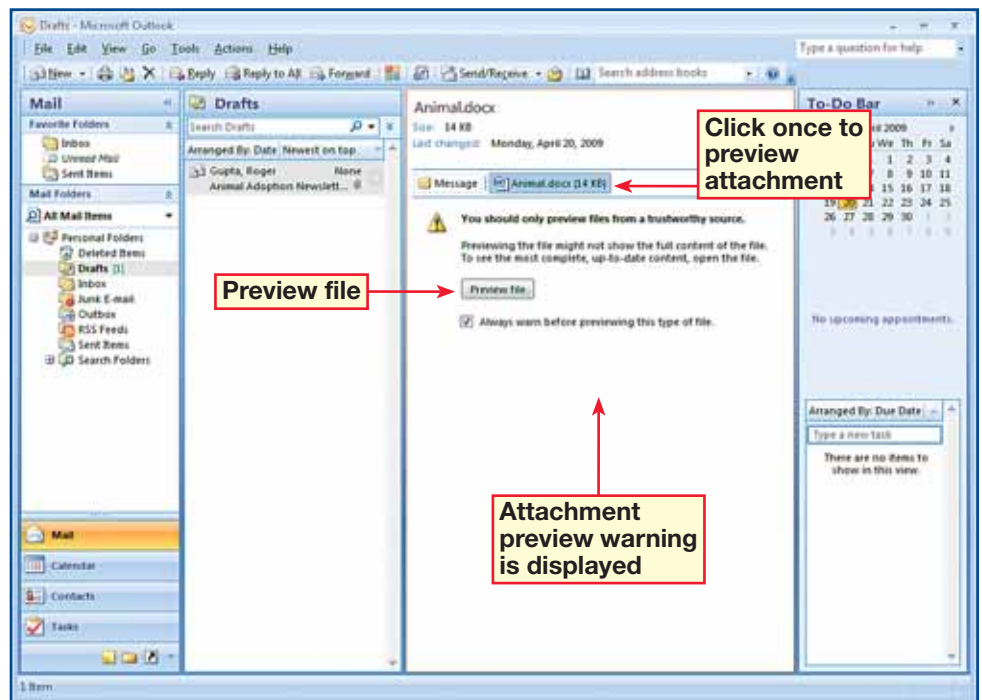 Drafts - Microsoft Outlook
File Edit View Go Tools Actions Help
Type a question for help
New Reply Reply to All Forward Send/Receive Search address books
Mail
Favorite Folders
Inbox
Unread Mail
Sent Items
Mail Folders
All Mail Items
Personal Folders
Deleted Items
Drafts [1]
Inbox
Junk E-mail
Outbox
RSS Feeds
Sent Items
Search Folders
Mail
Calendar
Contacts
Tasks
1 Item
Drafts
Search Drafts
Arranged By: Date Newest on top
Gupta, Roger None
Animal Adoption Newslett...
Animal.docx
Size: 14 KB
Last changed: Monday, April 20, 2009
Message Animal.docx (14 KB)
You should only preview files from a trustworthy source.
Previewing the file might not show the full content of the file.
To see the most complete, up-to-date content, open the file.
Preview file
Always warn before previewing this type of file.
Click once to
preview
attachment
Preview file
Attachment
preview warning
is displayed
To-Do Bar
2009
We Th Fr Sa
1 2 3 4
8 9 10 11
15 16 17 18
19 20 21 22 23 24 25
26 27 28 29 30
No upcoming appointments.
Arranged By: Due Date
Type a new task
There are no items to
show in this view.